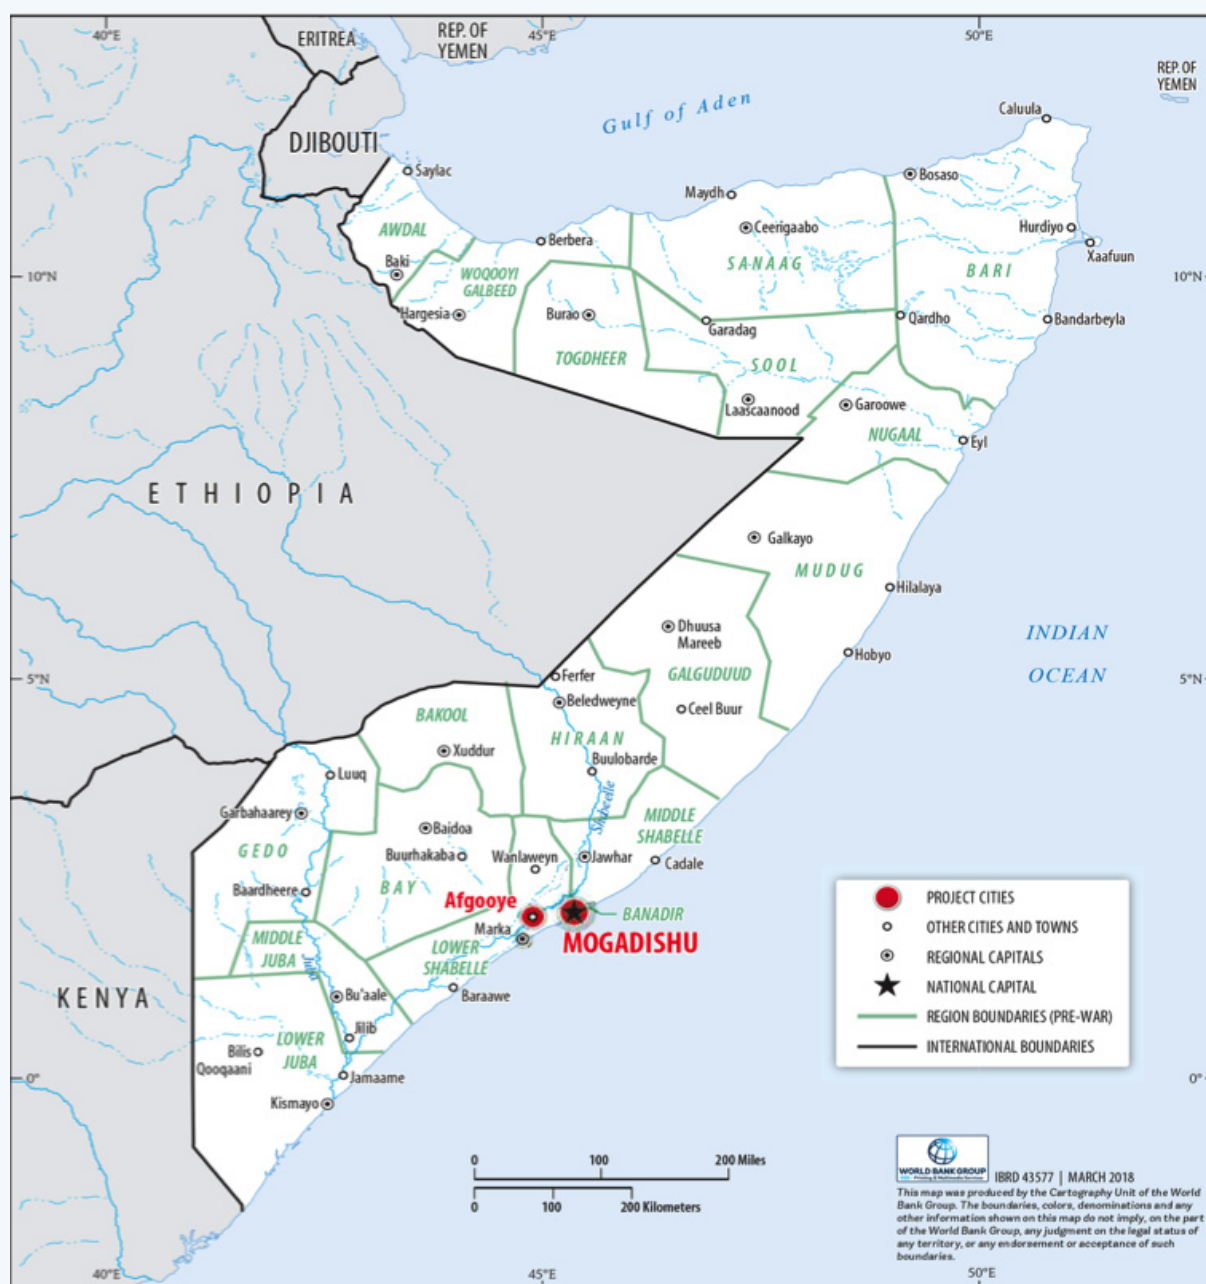 40°E
45°E
50°E
ERITREA
REP. OF
YEMEN
REP. OF
YEMEN
Gulf of Aden
Caluula
DJIBOUTI
Saylac
Maydh
Bosaso
AWDAL
Berbera
Ceerigaabo
Hurdiyo
Xaafuun
Baki
WOQOOYI
GALBEED
SANAAG
BARI
10°N
10°N
Hargesia
Burao
Garadag
Qardho
Bandarbeyla
TOGDHEER
SOOL
Laascaanood
Garoowe
NUGAAL
Eyl
ETHIOPIA
Galkayo
MUDUG
Hilalaya
Dhuusa
Mareeb
INDIAN
OCEAN
Hobyo
5°N
5°N
Ferfer
GALGUDUUD
Beledweyne
Ceel Buur
BAKOOL
HIRAAN
Xuddur
Buulobarde
Luuq
Shabeelle
Garbahaarey
MIDDLE
SHABELLE
GEDO
Baidoa
Buurhakaba
Wanlaweyn
Jawhar
Cadale
Baardheere
BAY
Afgooye
BANADIR
Marka
MOGADISHU
MIDDLE
JUBA
LOWER
SHABELLE
Juba
KENYA
Bu'aale
Baraawe
Jilib
LOWER
JUBA
Bilis
Qooqaani
0°
0°
Jamaame
Kismayo
PROJECT CITIES
OTHER CITIES AND TOWNS
REGIONAL CAPITALS
NATIONAL CAPITAL
REGION BOUNDARIES (PRE-WAR)
INTERNATIONAL BOUNDARIES
0 100 200 Miles
0 100 200 Kilometers
WORLD BANK GROUP
Printing & Multimedia Services
IBRD 43577 | MARCH 2018
This map was produced by the Cartography Unit of the World
Bank Group. The boundaries, colors, denominations and any
other information shown on this map do not imply, on the part
of the World Bank Group, any judgment on the legal status of
any territory, or any endorsement or acceptance of such
boundaries.
40°E
45°E
50°E